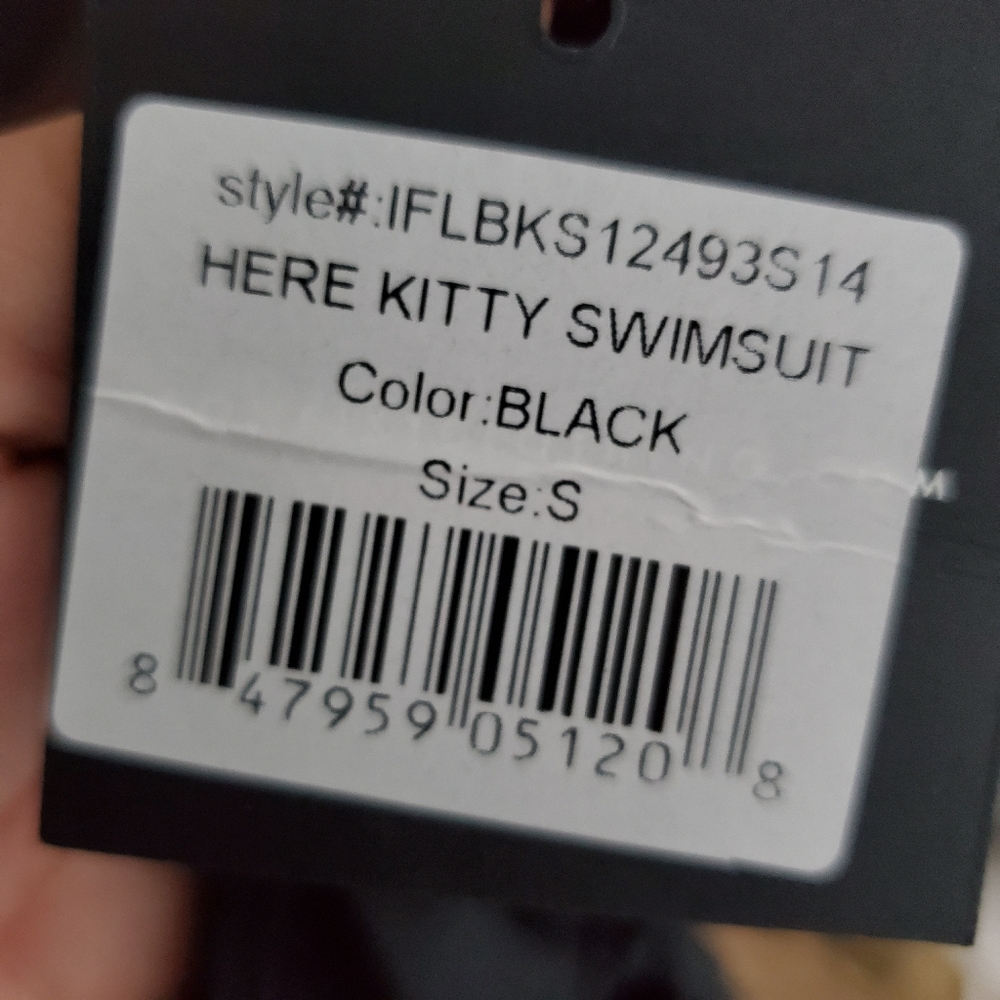 style#:IFLBKS12493S14
HERE KITTY SWIMSUIT
Color:BLACK
Size:S
8 47959 05120 8